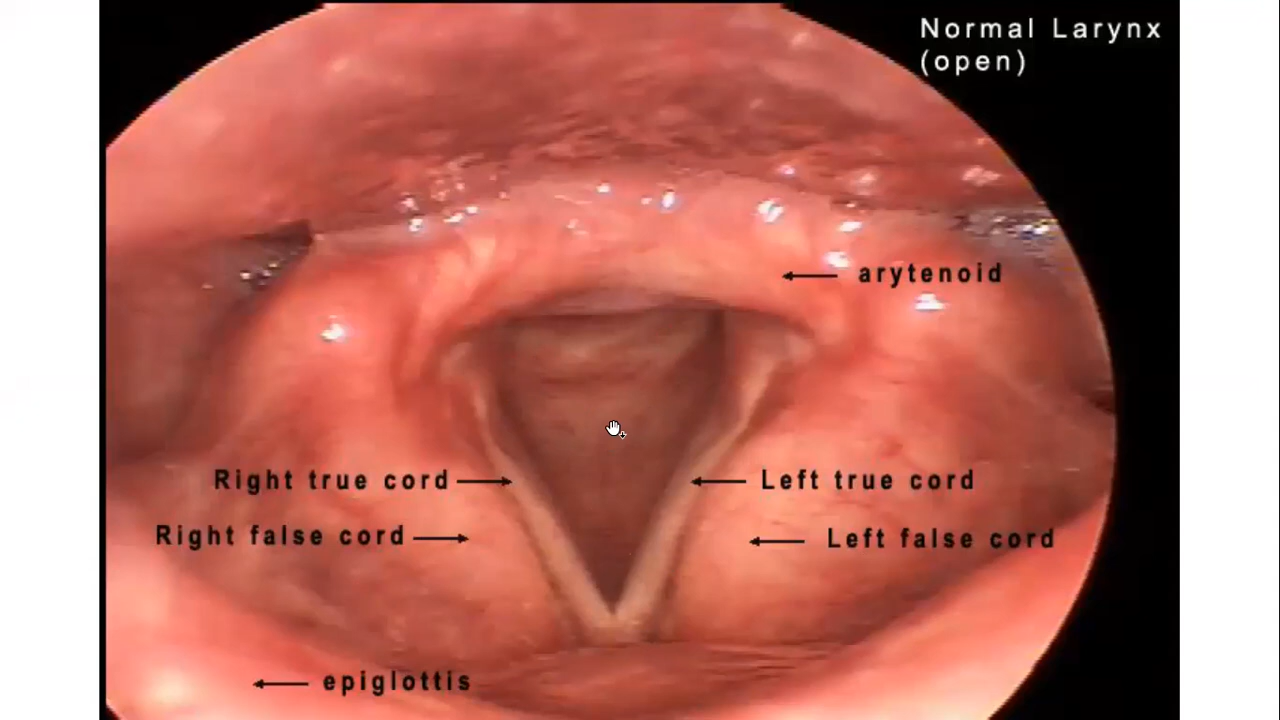 Normal Larynx
(open)
arytenoid
Right true cord
Left true cord
Right false cord
Left false cord
epiglottis